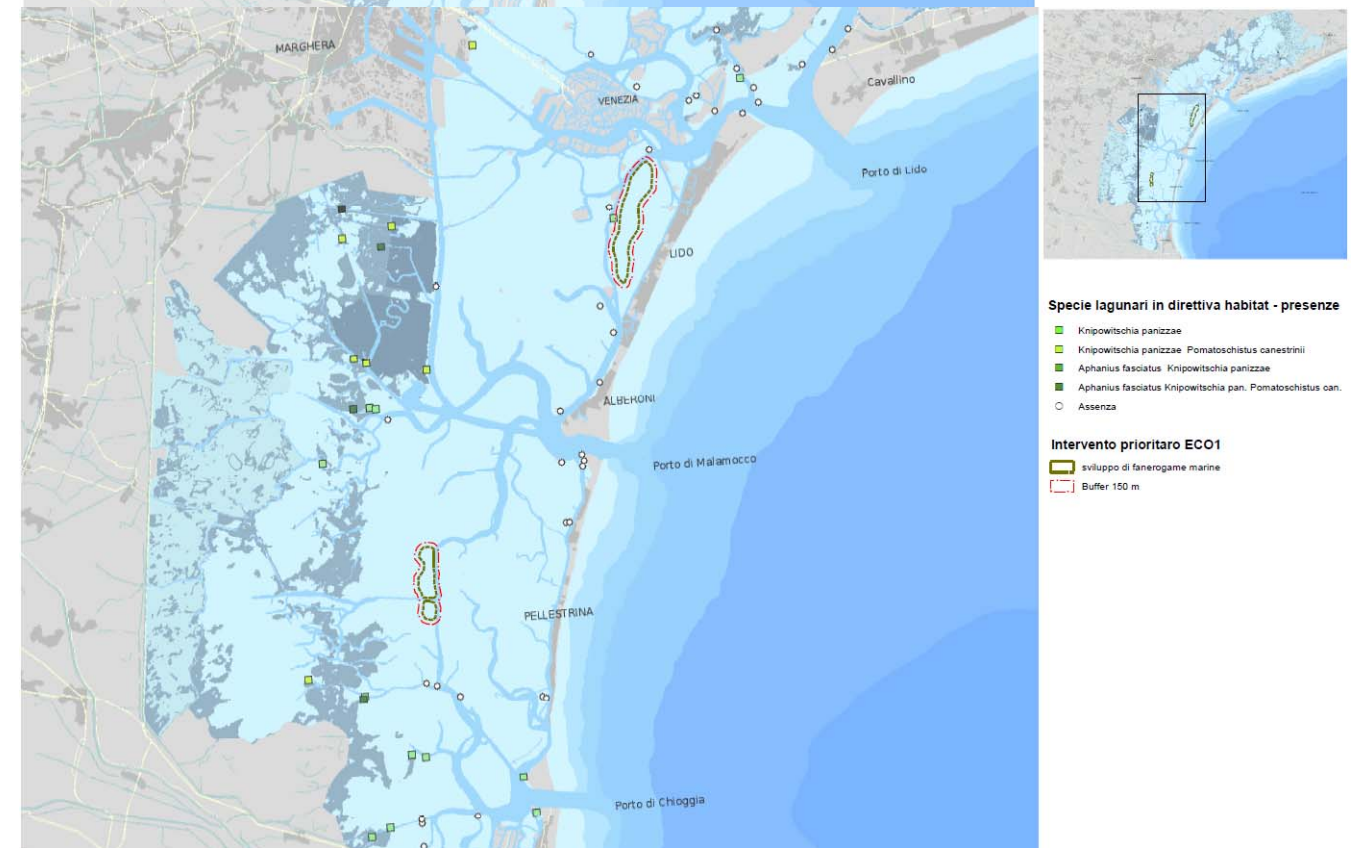 MARGHERA
VENEZIA
Cavallino
Porto di Lido
LIDO
ALBERONI
Porto di Malamocco
PELLESTRINA
Porto di Chioggia
Specie lagunari in direttiva habitat - presenze
Knipowitschia panizzae
Knipowitschia panizzae Pomatoschistus canestrinii
Aphanius fasciatus Knipowitschia panizzae
Aphanius fasciatus Knipowitschia pan. Pomatoschistus can.
Assenza
Intervento prioritaro ECO1
sviluppo di fanerogame marine
Buffer 150 m